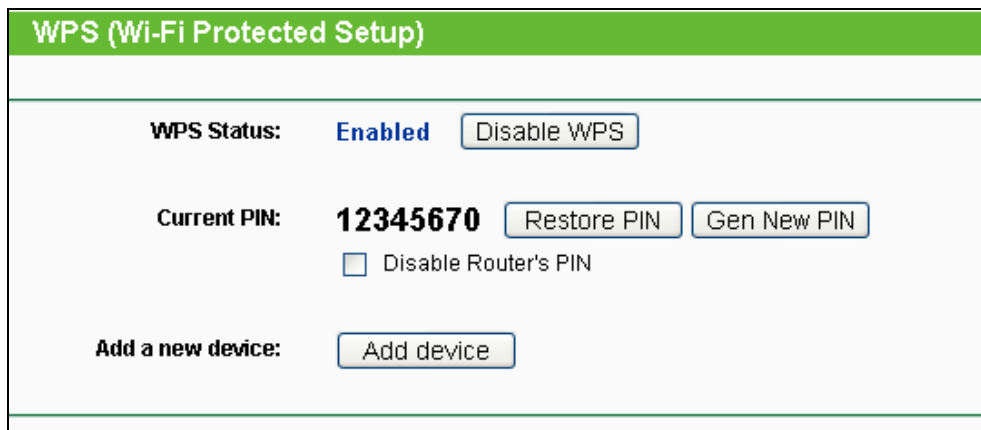 WPS (Wi-Fi Protected Setup)
WPS Status: Enabled Disable WPS
Current PIN: 12345670 Restore PIN Gen New PIN
Disable Router's PIN
Add a new device: Add device